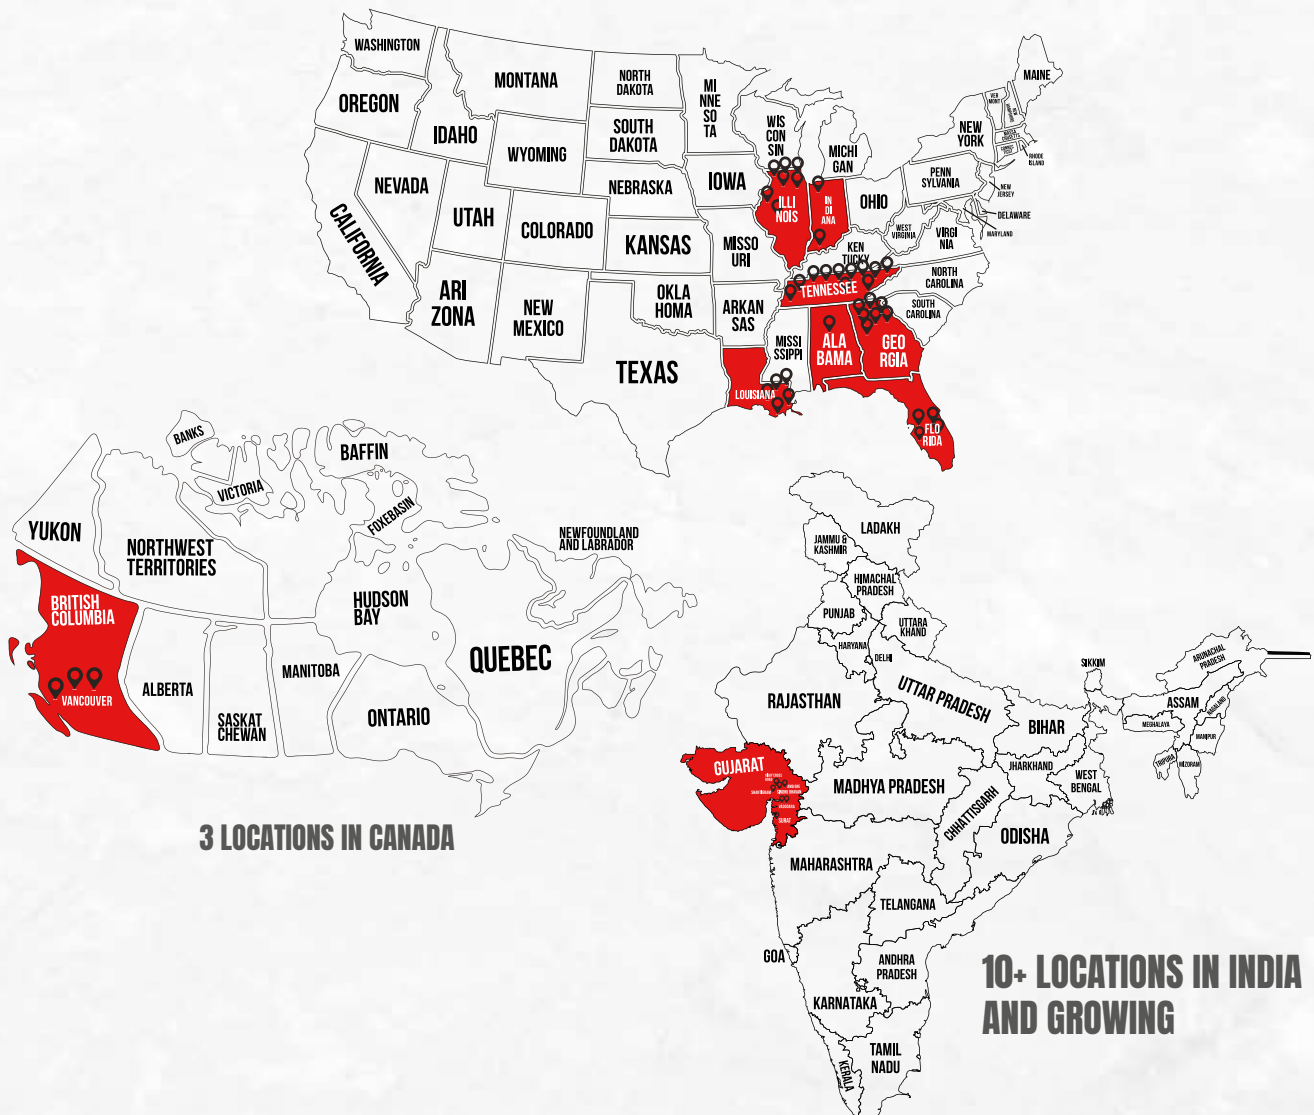 WASHINGTON
OREGON
CALIFORNIA
NEVADA
IDAHO
MONTANA
WYOMING
UTAH
COLORADO
ARI
ZONA
NEW
MEXICO
NORTH
DAKOTA
SOUTH
DAKOTA
NEBRASKA
KANSAS
OKLA
HOMA
TEXAS
MI
NNE
SO
TA
IOWA
MISSO
URI
ARKAN
SAS
LOUISIANA
WIS
CON
SIN
ILLI
NOIS
MICHI
GAN
IN
DI
ANA
OHIO
KEN
TUCKY
TENNESSEE
MISSI
SSIPPI
ALA
BAMA
GEO
RGIA
FLO
RIDA
SOUTH
CAROLINA
NORTH
CAROLINA
VIRGI
NIA
WEST
VIRGINIA
PENN
SYLVANIA
NEW
YORK
VER
MONT
MAINE
RHODE
ISLAND
NEW
JERSEY
DELAWARE
MARYLAND
BANKS
VICTORIA
BAFFIN
FOXEBASIN
YUKON
NORTHWEST
TERRITORIES
NEWFOUNDLAND
AND LABRADOR
BRITISH
COLUMBIA
VANCOUVER
ALBERTA
SASKAT
CHEWAN
MANITOBA
HUDSON
BAY
ONTARIO
QUEBEC
3 LOCATIONS IN CANADA
LADAKH
JAMMU &
KASHMIR
HIMACHAL
PRADESH
PUNJAB
UTTARA
KHAND
HARYANA
DELHI
RAJASTHAN
UTTAR PRADESH
SIKKIM
ARUNACHAL
PRADESH
ASSAM
NAGALAND
MEGHALAYA
MANIPUR
TRIPURA
MIZORAM
BIHAR
JHARKHAND
WEST
BENGAL
GUJARAT
SURAT
MADHYA PRADESH
CHHATTISGARH
ODISHA
MAHARASHTRA
TELANGANA
GOA
ANDHRA
PRADESH
KARNATAKA
TAMIL
NADU
KERALA
10+ LOCATIONS IN INDIA
AND GROWING